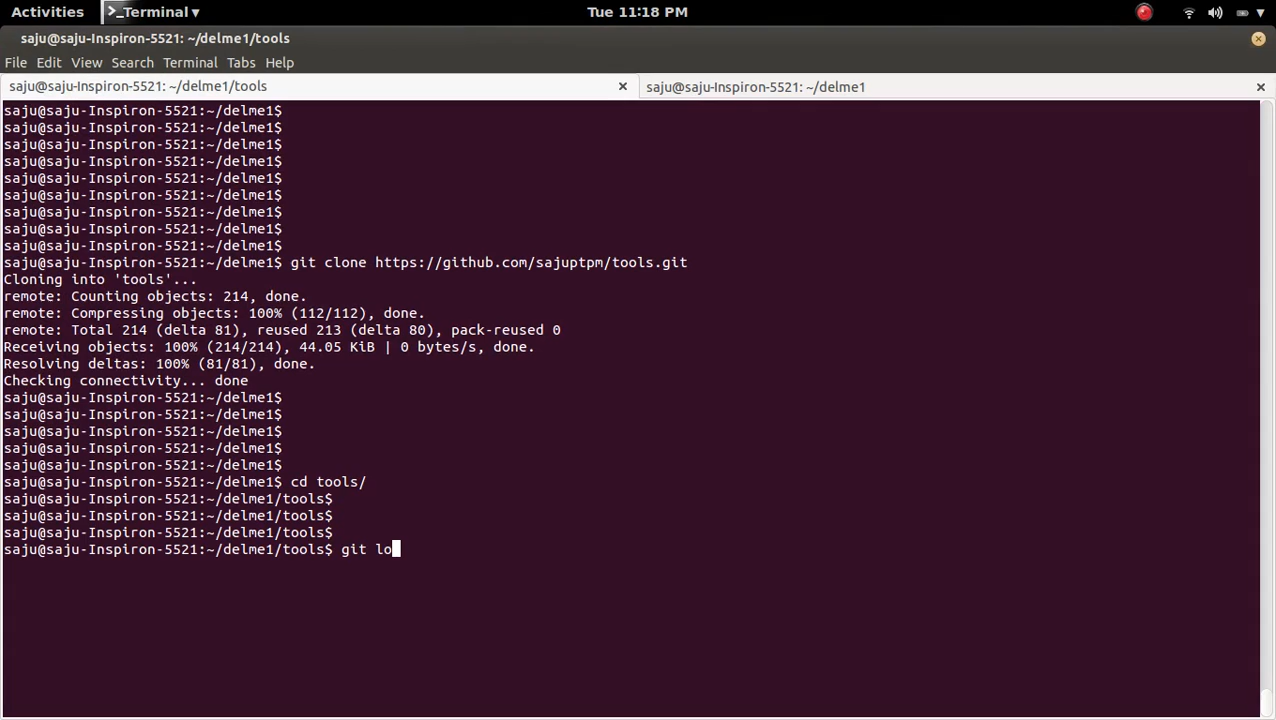 Activities >_Terminal ▾ Tue 11:18 PM
saju@saju-Inspiron-5521: ~/delme1/tools
File Edit View Search Terminal Tabs Help
saju@saju-Inspiron-5521: ~/delme1/tools saju@saju-Inspiron-5521: ~/delme1
saju@saju-Inspiron-5521:~/delme1$
saju@saju-Inspiron-5521:~/delme1$
saju@saju-Inspiron-5521:~/delme1$
saju@saju-Inspiron-5521:~/delme1$
saju@saju-Inspiron-5521:~/delme1$
saju@saju-Inspiron-5521:~/delme1$
saju@saju-Inspiron-5521:~/delme1$
saju@saju-Inspiron-5521:~/delme1$
saju@saju-Inspiron-5521:~/delme1$
saju@saju-Inspiron-5521:~/delme1$ git clone https://github.com/sajuptpm/tools.git
Cloning into 'tools'...
remote: Counting objects: 214, done.
remote: Compressing objects: 100% (112/112), done.
remote: Total 214 (delta 81), reused 213 (delta 80), pack-reused 0
Receiving objects: 100% (214/214), 44.05 KiB | 0 bytes/s, done.
Resolving deltas: 100% (81/81), done.
Checking connectivity... done
saju@saju-Inspiron-5521:~/delme1$
saju@saju-Inspiron-5521:~/delme1$
saju@saju-Inspiron-5521:~/delme1$
saju@saju-Inspiron-5521:~/delme1$
saju@saju-Inspiron-5521:~/delme1$
saju@saju-Inspiron-5521:~/delme1$ cd tools/
saju@saju-Inspiron-5521:~/delme1/tools$
saju@saju-Inspiron-5521:~/delme1/tools$
saju@saju-Inspiron-5521:~/delme1/tools$
saju@saju-Inspiron-5521:~/delme1/tools$ git lo